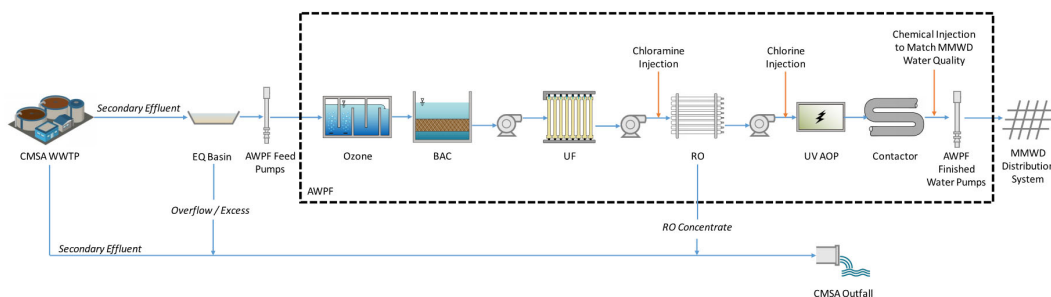 Chemical Injection
to Match MMWD
Water Quality
Chloramine
Injection
Chlorine
Injection
Secondary Effluent
CMSA WWTP
EQ Basin
AWPF Feed
Pumps
Ozone
BAC
UF
RO
UV AOP
Contactor
AWPF
Finished
Water Pumps
MMWD
Distribution
System
AWPF
Overflow / Excess
RO Concentrate
Secondary Effluent
CMSA Outfall